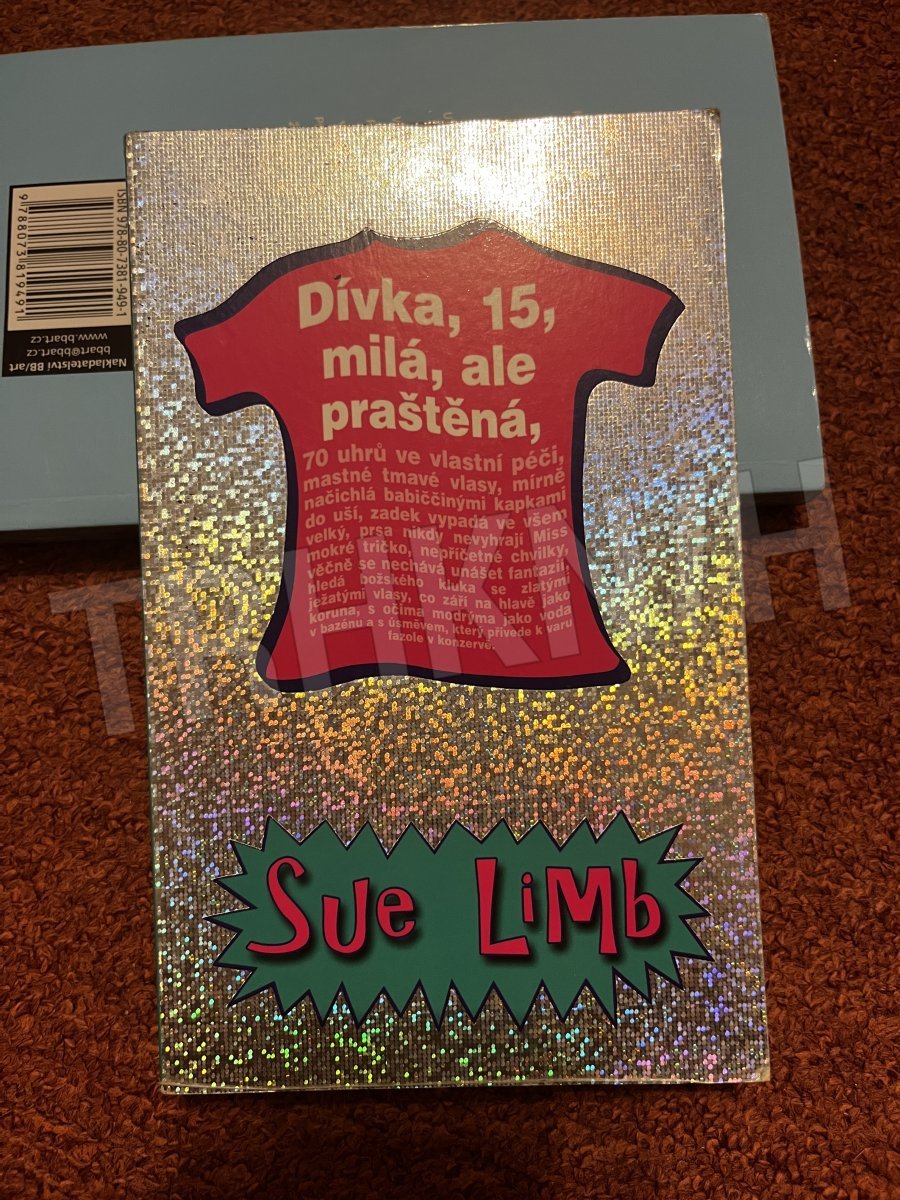 Dívka, 15,
milá, ale
praštěná,
70 uhrů ve vlastní péči,
mastné tmavé vlasy, mírně
načichlá babiččinými kapkami
do uší, zadek vypadá ve všem
velký, prsa nikdy nevyhrají Miss
mokré tričko, nepříčetné chvilky,
věčně se nechává unášet fantazií,
hledá božského kluka se zlatými
ježatými vlasy, co září na hlavě jako
koruna, s očima modrýma jako voda
v bazénu a s úsměvem, který přivede k varu
fazole v konzervě.
Sue Limb
ISBN 978-80-7381-949-1
9788073819491
Nakladatelství BB/art
bbart@bbart.cz
www.bbart.cz